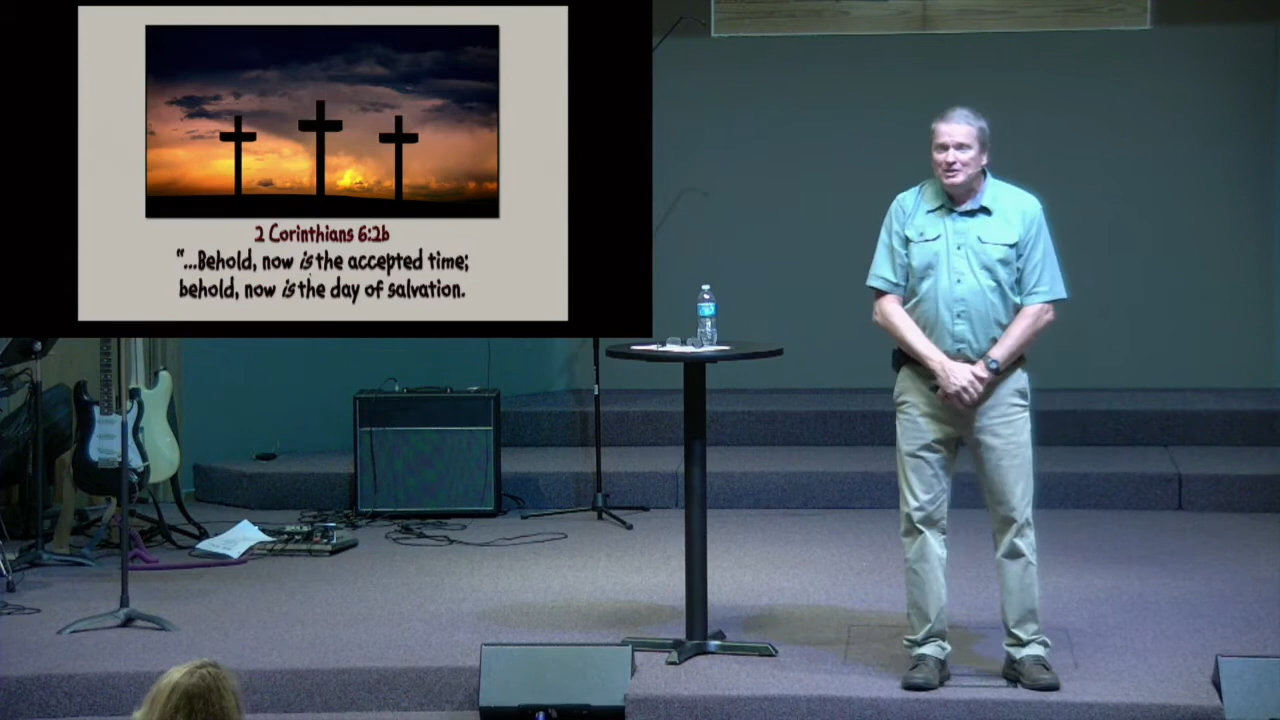 2 Corinthians 6:2b
“...Behold, now is the accepted time;
behold, now is the day of salvation.